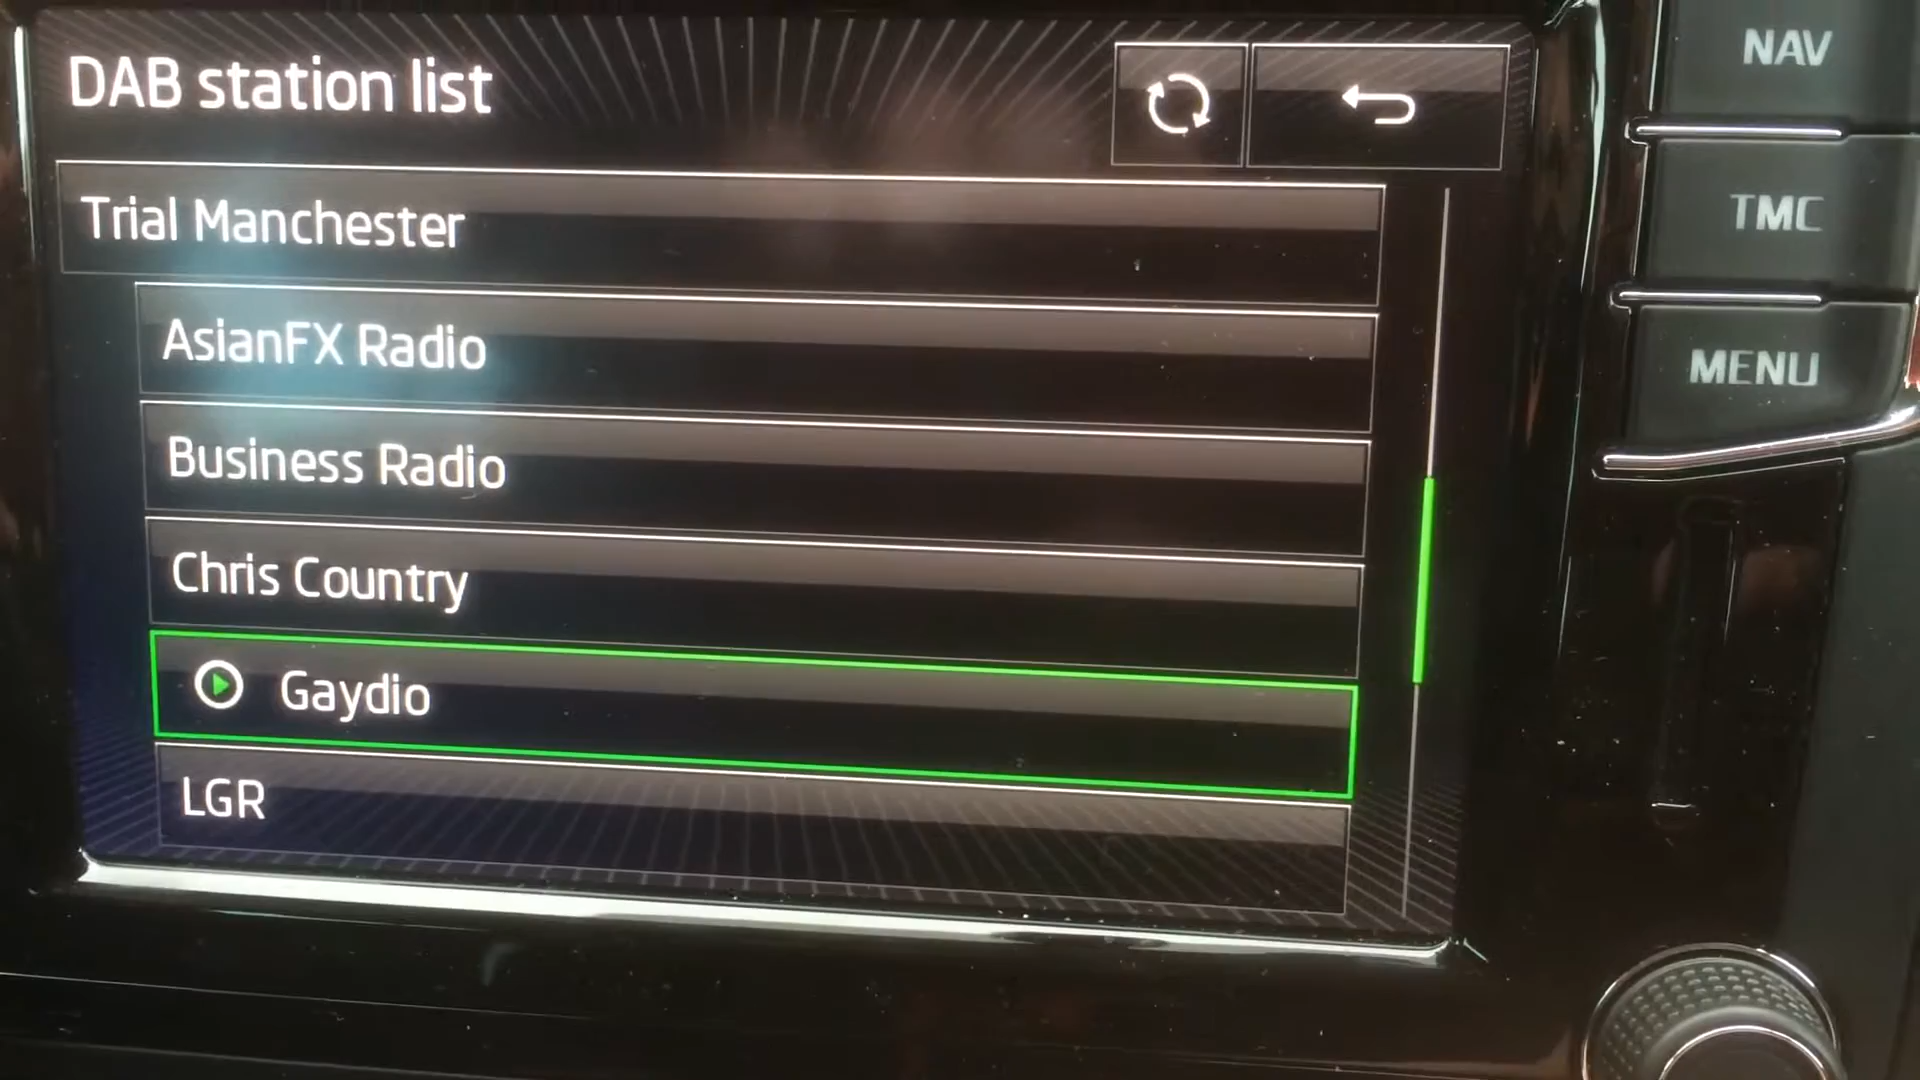 DAB station list
NAV
TMC
MENU
Trial Manchester
AsianFX Radio
Business Radio
Chris Country
Gaydio
LGR